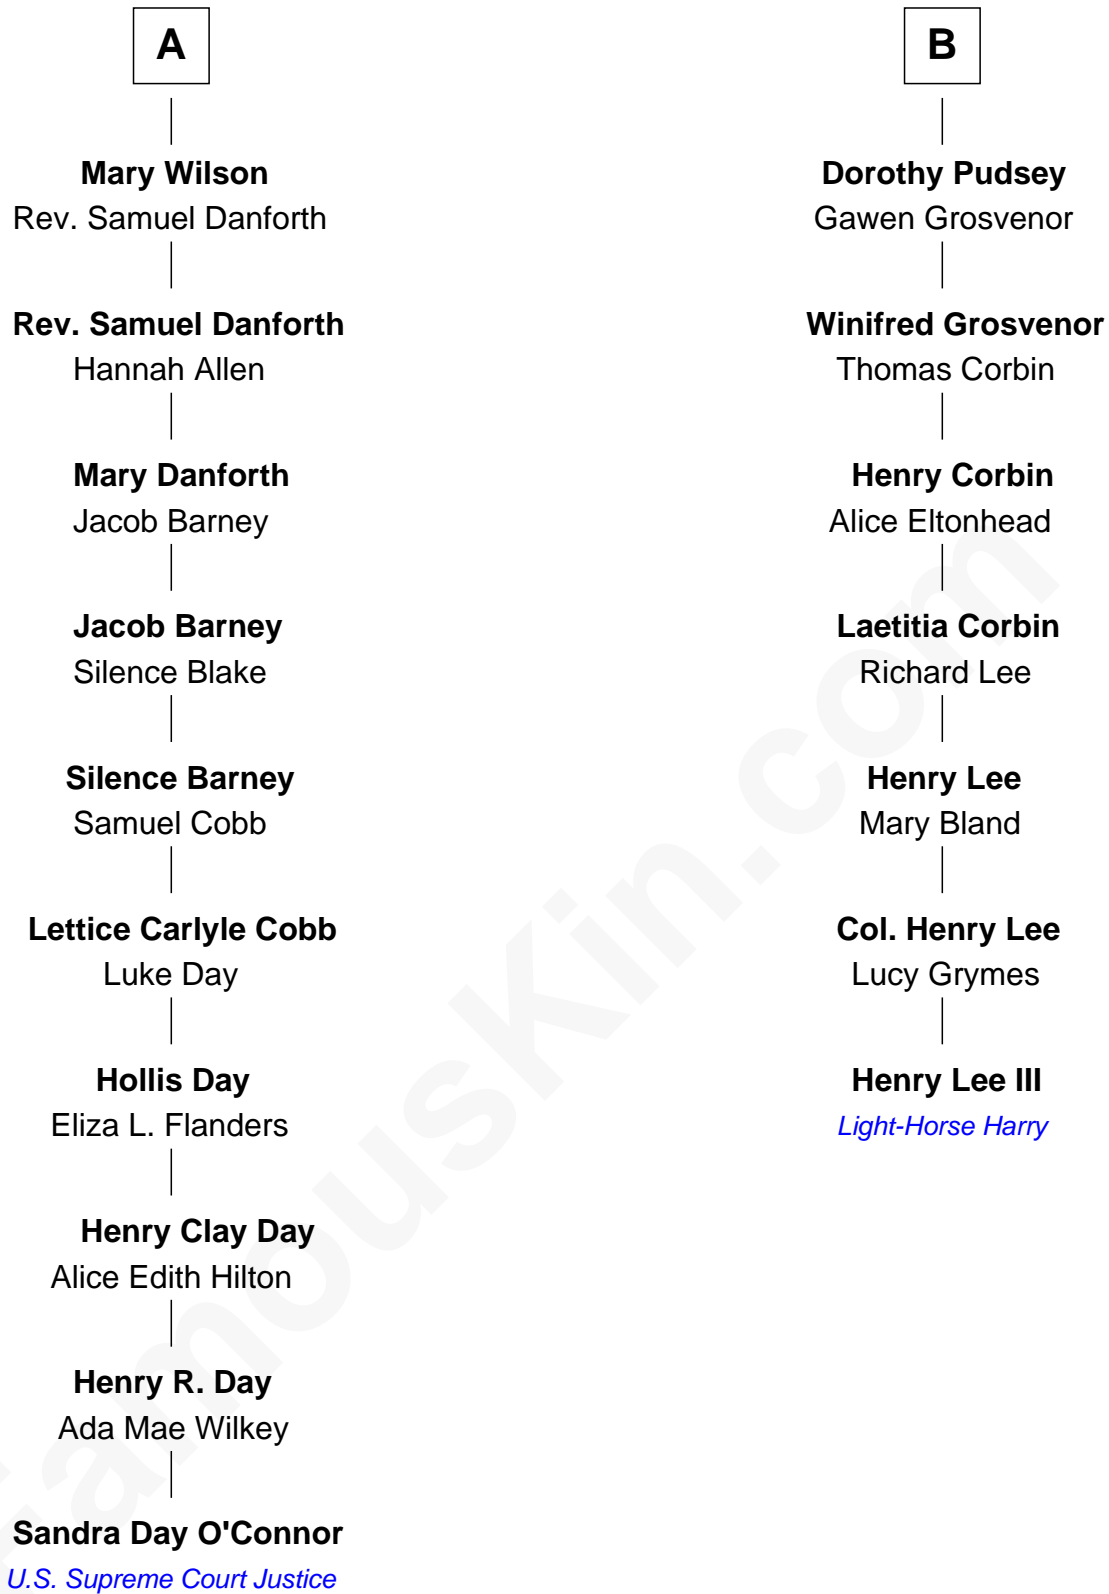 A
Mary Wilson
Rev. Samuel Danforth
Rev. Samuel Danforth
Hannah Allen
Mary Danforth
Jacob Barney
Jacob Barney
Silence Blake
Silence Barney
Samuel Cobb
Lettice Carlyle Cobb
Luke Day
Hollis Day
Eliza L. Flanders
Henry Clay Day
Alice Edith Hilton
Henry R. Day
Ada Mae Wilkey
Sandra Day O'Connor
U.S. Supreme Court Justice
B
Dorothy Pudsey
Gawen Grosvenor
Winifred Grosvenor
Thomas Corbin
Henry Corbin
Alice Eltonhead
Laetitia Corbin
Richard Lee
Henry Lee
Mary Bland
Col. Henry Lee
Lucy Grymes
Henry Lee III
Light-Horse Harry
FamousKin.com